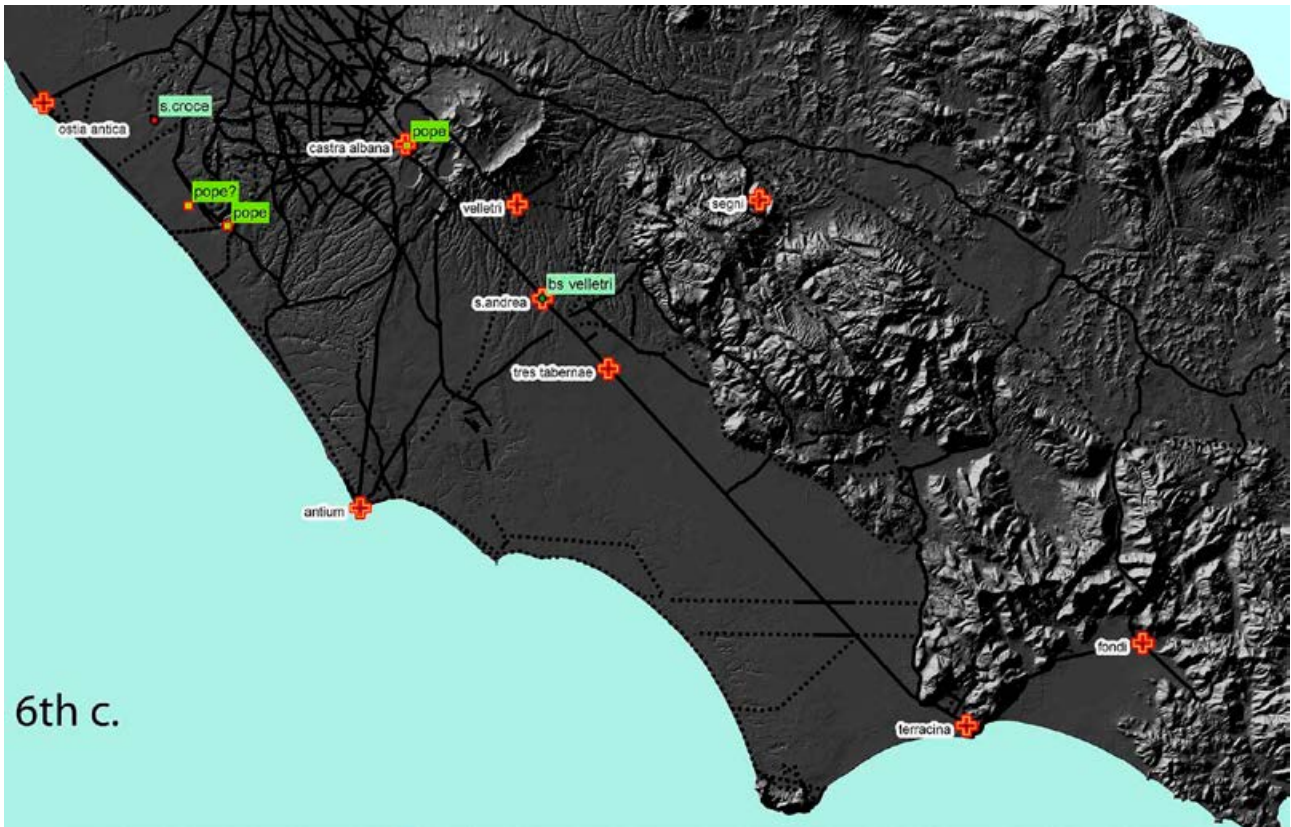 s.croce
ostia antica
pope
castra albana
pope?
pope
velletri
segni
bs velletri
s.andrea
tres tabernae
antium
fondi
6th c.
terracina